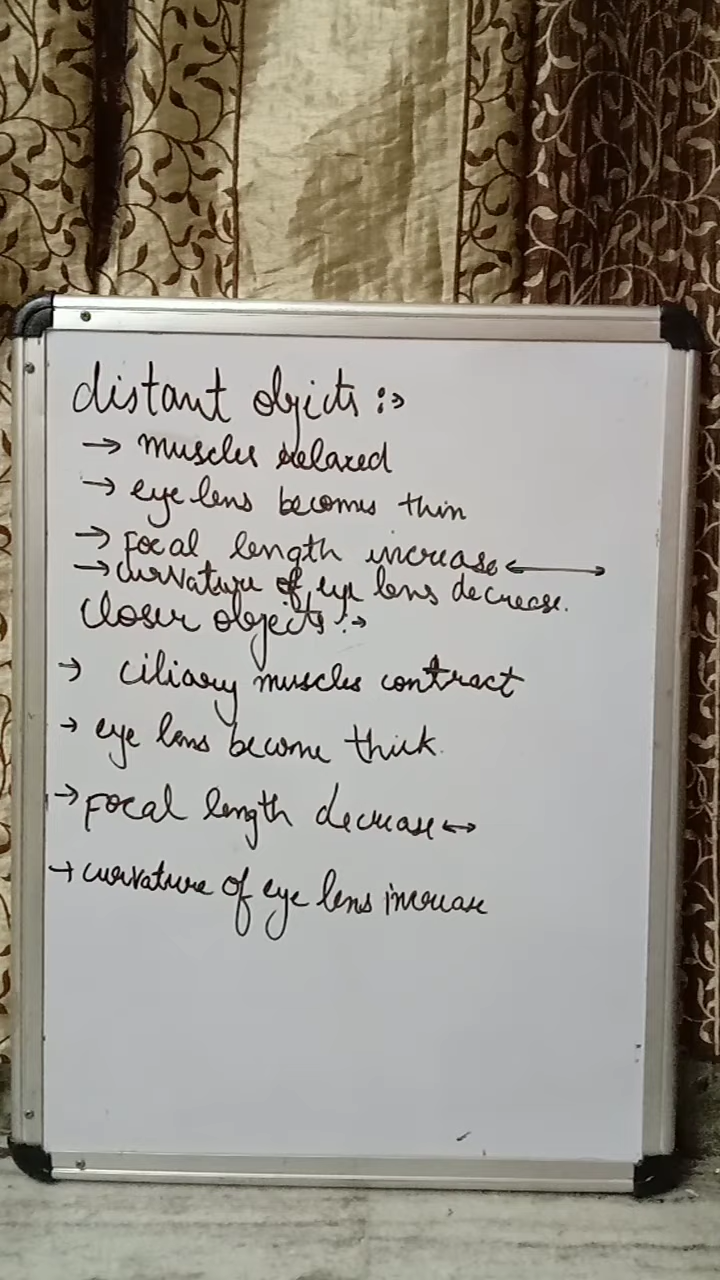 distant objects :→
→ muscles relaxed
→ eye lens becomes thin
→ Focal length increase ←→
→ curvature of eye lens decrease.
Closer objects :→
→ ciliary muscles contract
→ eye lens become thick.
→ Focal length decrease ↔
→ curvature of eye lens increase